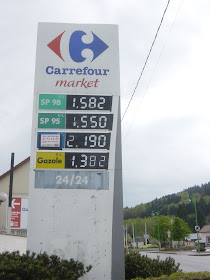 Carrefour
market
SP 98 1.582
SP 95 1.550
2.190
Gazole 1.382
24/24